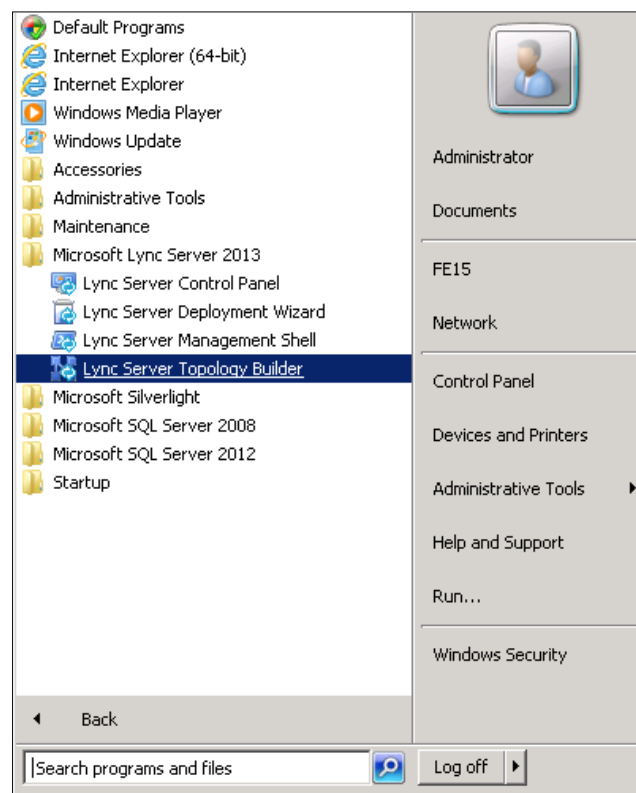 Default Programs
Internet Explorer (64-bit)
Internet Explorer
Windows Media Player
Windows Update
Accessories
Administrative Tools
Maintenance
Microsoft Lync Server 2013
Lync Server Control Panel
Lync Server Deployment Wizard
Lync Server Management Shell
Lync Server Topology Builder
Microsoft Silverlight
Microsoft SQL Server 2008
Microsoft SQL Server 2012
Startup
Back
Search programs and files
Administrator
Documents
FE15
Network
Control Panel
Devices and Printers
Administrative Tools
Help and Support
Run...
Windows Security
Log off